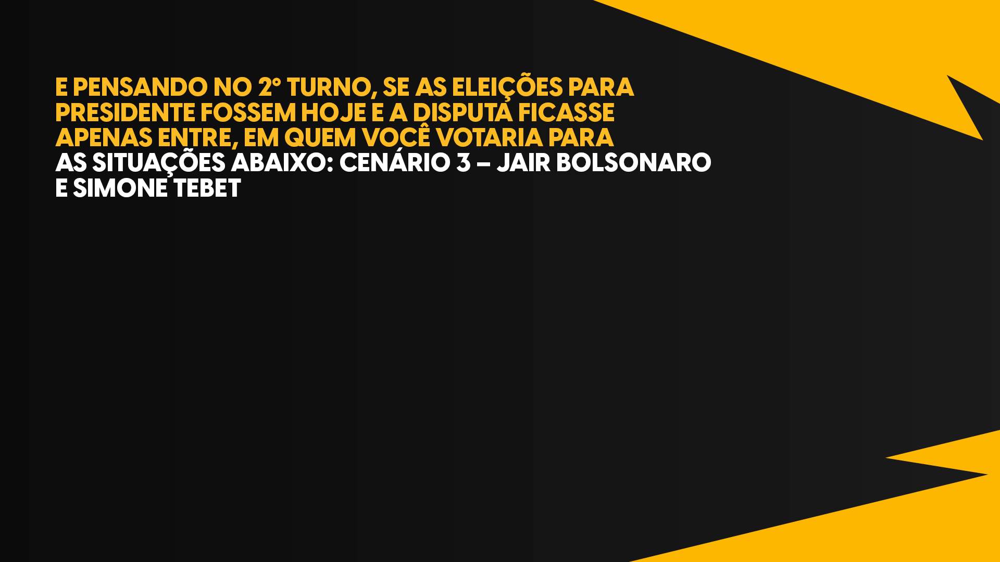 E PENSANDO NO 2º TURNO, SE AS ELEIÇÕES PARA
PRESIDENTE FOSSEM HOJE E A DISPUTA FICASSE
APENAS ENTRE, EM QUEM VOCÊ VOTARIA PARA
AS SITUAÇÕES ABAIXO: CENÁRIO 3 – JAIR BOLSONARO
E SIMONE TEBET